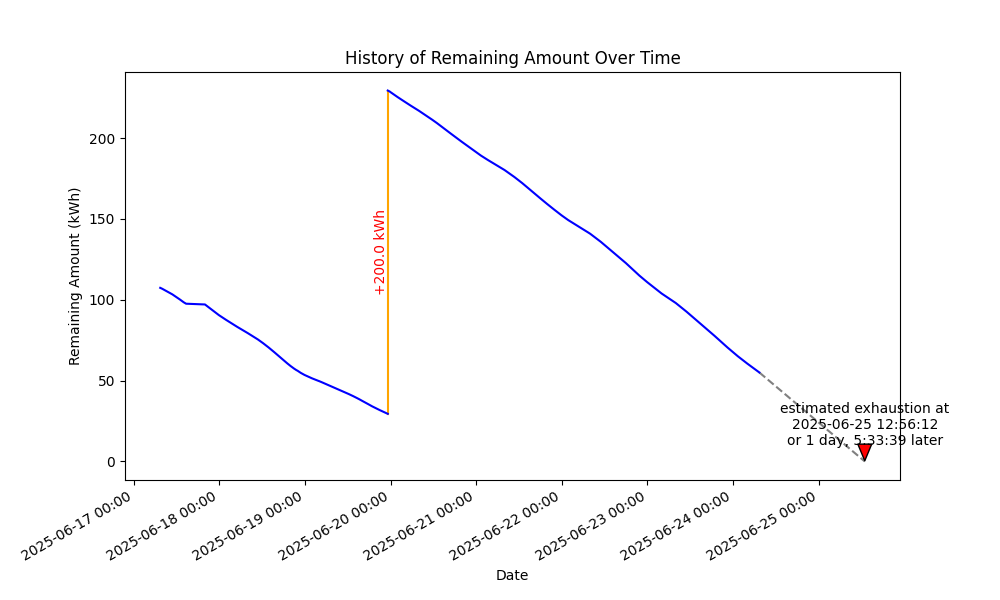 History of Remaining Amount Over Time
Remaining Amount (kWh)
200
150
100
50
0
+200.0 kWh
estimated exhaustion at
2025-06-25 12:56:12
or 1 day, 5:33:39 later
2025-06-17 00:00
2025-06-18 00:00
2025-06-19 00:00
2025-06-20 00:00
2025-06-21 00:00
2025-06-22 00:00
2025-06-23 00:00
2025-06-24 00:00
2025-06-25 00:00
Date